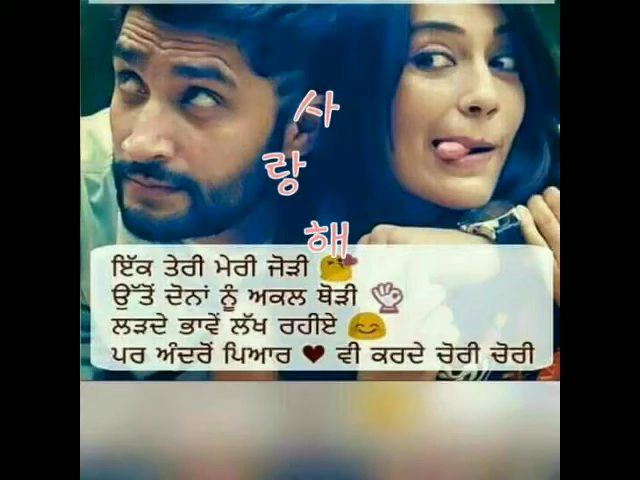 사
랑
해
ਇੱਕ ਤੇਰੀ ਮੇਰੀ ਜੋੜੀ 😘
ਉੱਤੋਂ ਦੋਨਾਂ ਨੂੰ ਅਕਲ ਥੋੜੀ 👌
ਲੜਦੇ ਭਾਵੇਂ ਲੱਖ ਰਹੀਏ 😊
ਪਰ ਅੰਦਰੋਂ ਪਿਆਰ ❤ ਵੀ ਕਰਦੇ ਚੋਰੀ ਚੋਰੀ